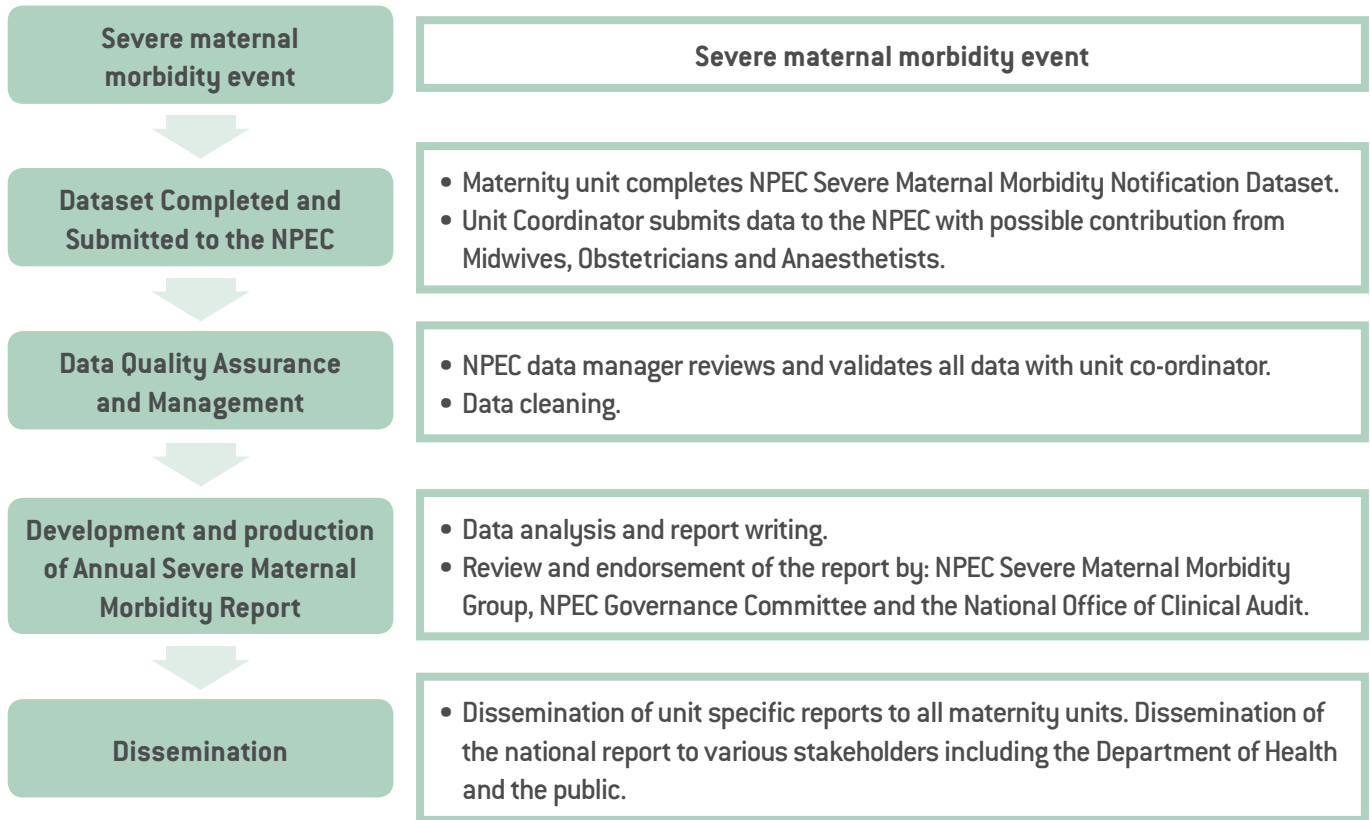 Severe maternal
morbidity event
Severe maternal morbidity event
Dataset Completed and
Submitted to the NPEC
• Maternity unit completes NPEC Severe Maternal Morbidity Notification Dataset.
• Unit Coordinator submits data to the NPEC with possible contribution from
Midwives, Obstetricians and Anaesthetists.
Data Quality Assurance
and Management
• NPEC data manager reviews and validates all data with unit co-ordinator.
• Data cleaning.
Development and production
of Annual Severe Maternal
Morbidity Report
• Data analysis and report writing.
• Review and endorsement of the report by: NPEC Severe Maternal Morbidity
Group, NPEC Governance Committee and the National Office of Clinical Audit.
Dissemination
• Dissemination of unit specific reports to all maternity units. Dissemination of
the national report to various stakeholders including the Department of Health
and the public.